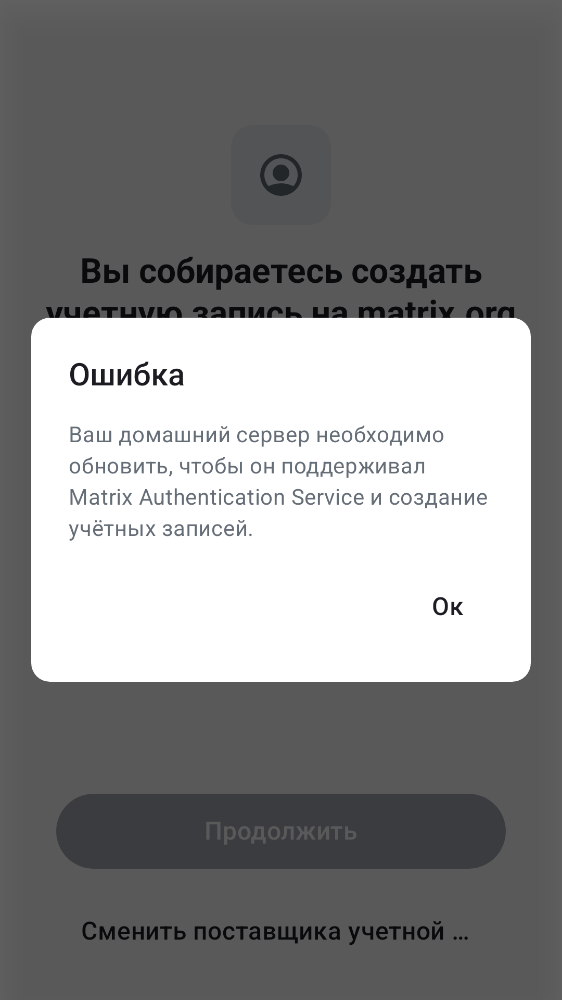 Вы собираетесь создать
учетную запись на matrix.org
Ошибка
Ваш домашний сервер необходимо
обновить, чтобы он поддерживал
Matrix Authentication Service и создание
учётных записей.
Ок
Продолжить
Сменить поставщика учетной ...